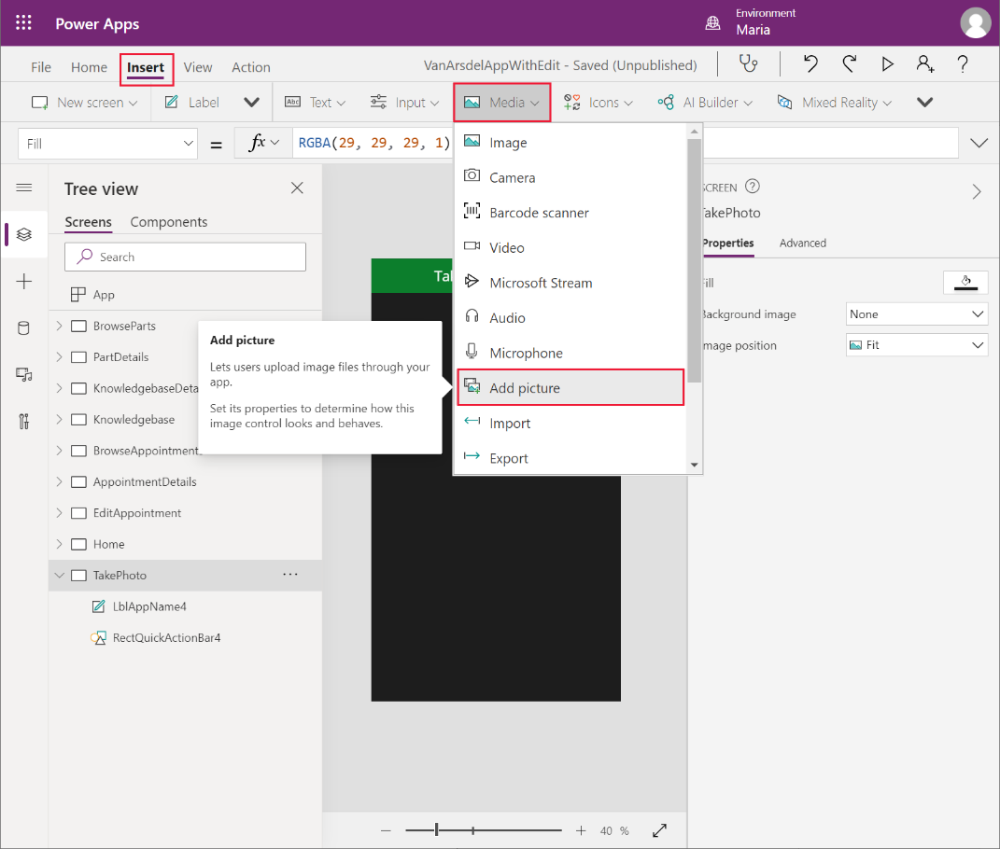 Power Apps
Environment
Maria
File Home Insert View Action
VanArsdelAppWithEdit - Saved (Unpublished)
New screen Label Text Input Media Icons AI Builder Mixed Reality
Abc
Fill = fx RGBA(29, 29, 29, 1)
Tree view
Screens Components
Search
App
BrowseParts
PartDetails
KnowledgebaseDeta
Knowledgebase
BrowseAppointment
AppointmentDetails
EditAppointment
Home
TakePhoto ...
LblAppName4
RectQuickActionBar4
Add picture
Lets users upload image files through your
app.
Set its properties to determine how this
image control looks and behaves.
Tal
Image
Camera
Barcode scanner
Video
Microsoft Stream
Audio
Microphone
Add picture
Import
Export
SCREEN ?
TakePhoto
Properties Advanced
Fill
Background image None
Image position Fit
40 %